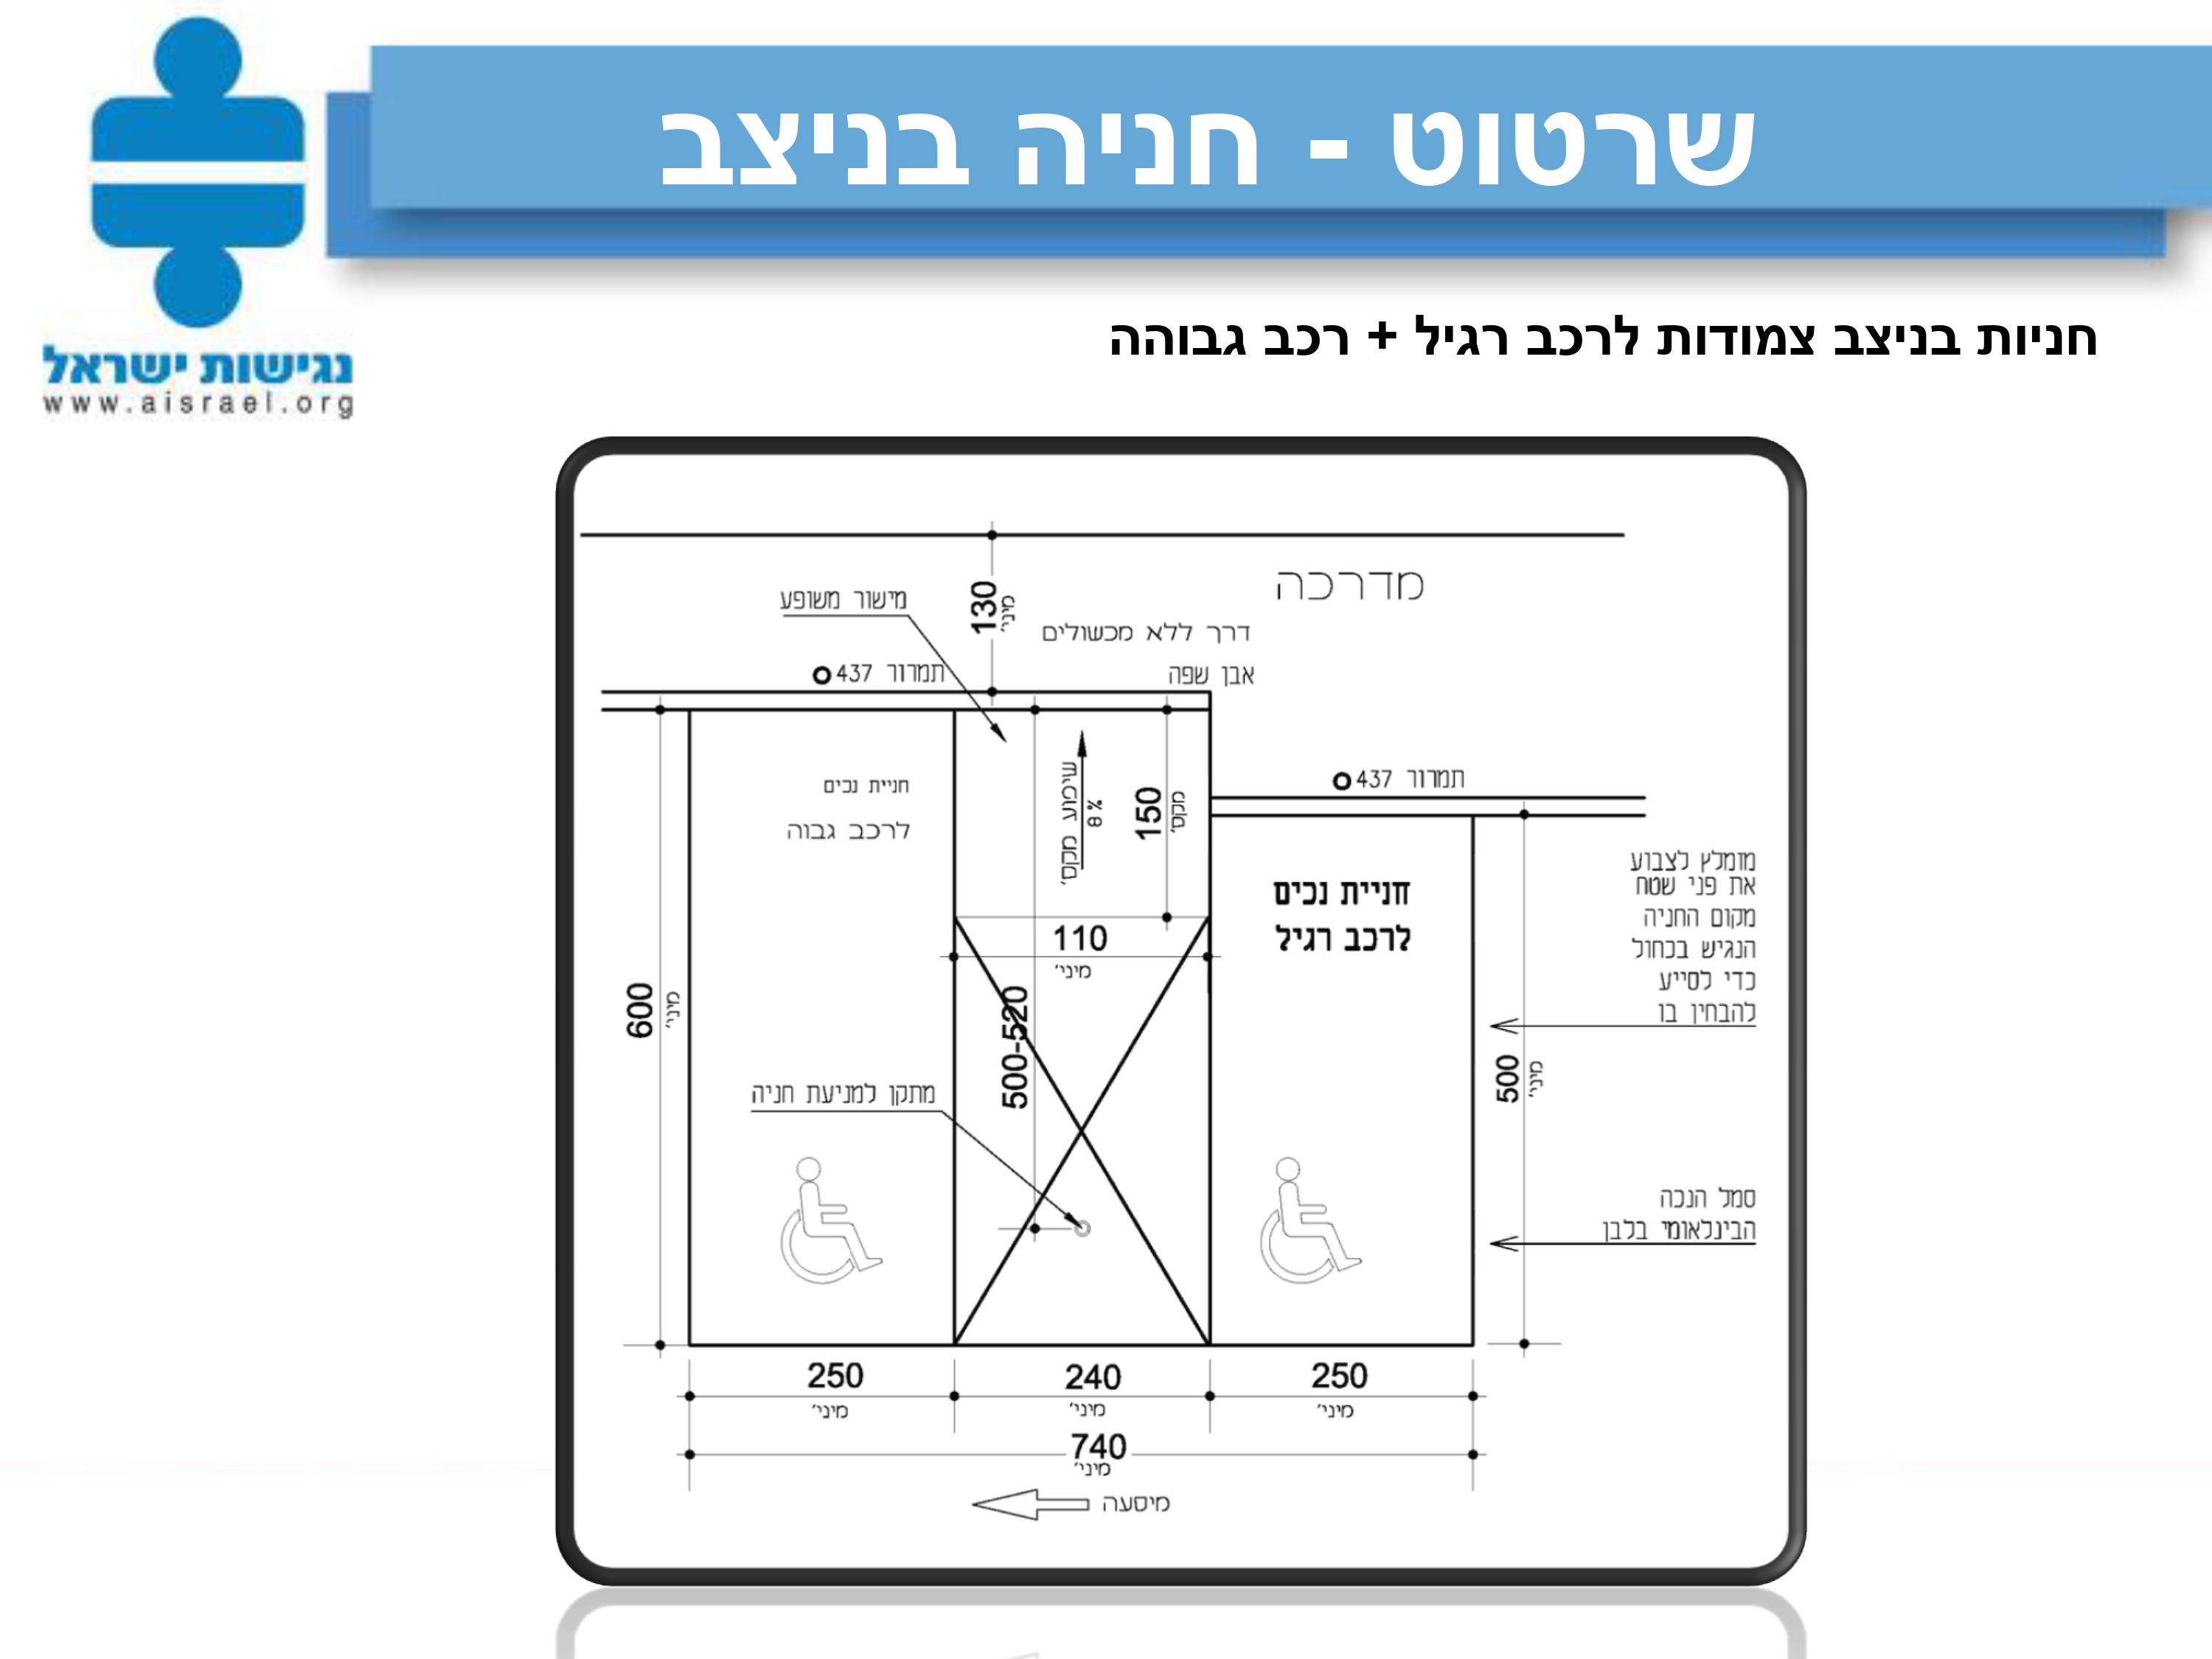 שרטוט - חניה בניצב
נגישות ישראל
www.aisrael.org
חניות בניצב צמודות לרכב רגיל + רכב גבוהה
מדרכה
130
מיני'
מישור משופע
דרך ללא מכשולים
תמרור 437
אבן שפה
תמרור 437
חניית נכים
לרכב גבוה
שיפוע מקס'
8%
150
מקס'
חניית נכים
לרכב רגיל
מומלץ לצבוע
את פני שטח
מקום החניה
הנגיש בכחול
כדי לסייע
להבחין בו
110
מיני'
600
מיני'
500-520
500
מיני'
מתקן למניעת חניה
סמל הנכה
הבינלאומי בלבן
250
מיני'
240
מיני'
250
מיני'
740
מיני'
מיסעה